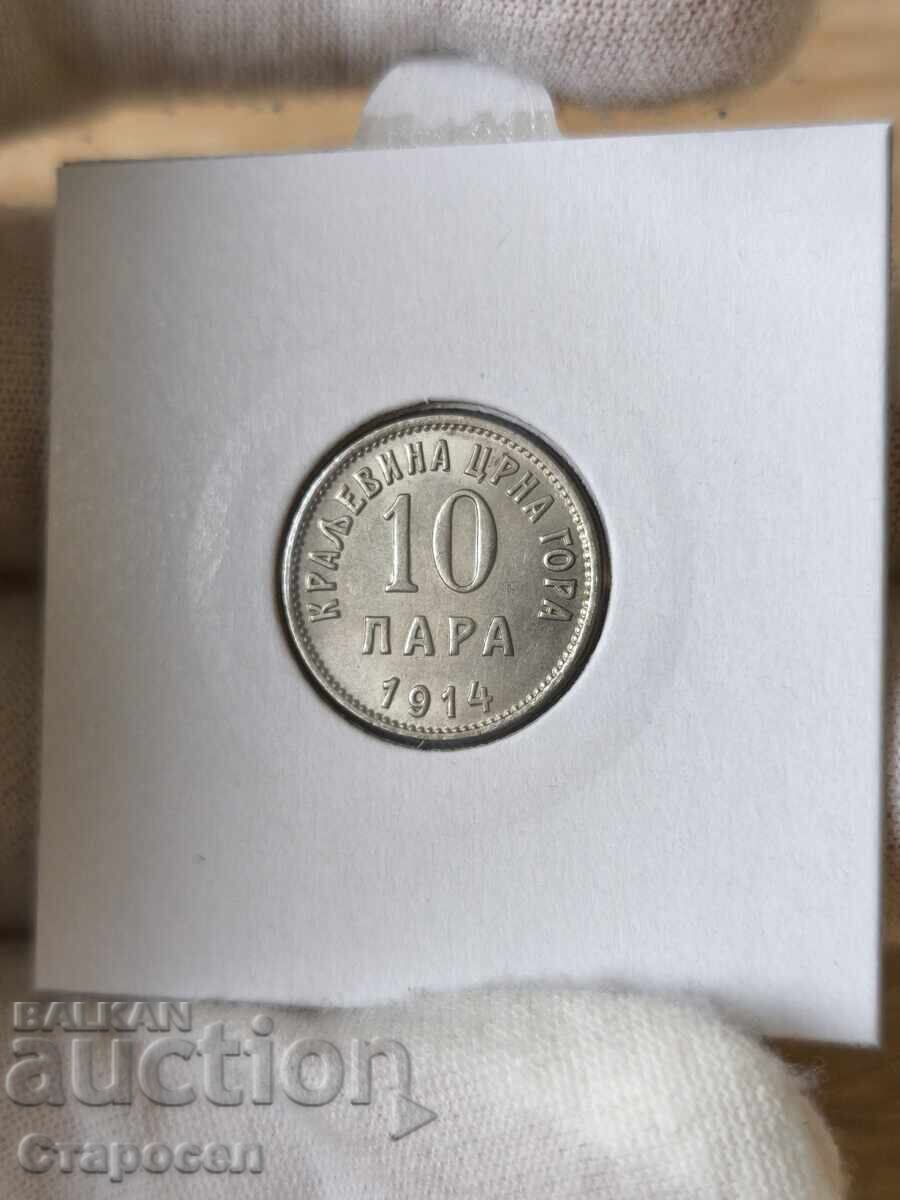 КРАЉЕВИНА ЦРНА ГОРА
10
ПАРА
1914
BALKAN
auction
Старосел